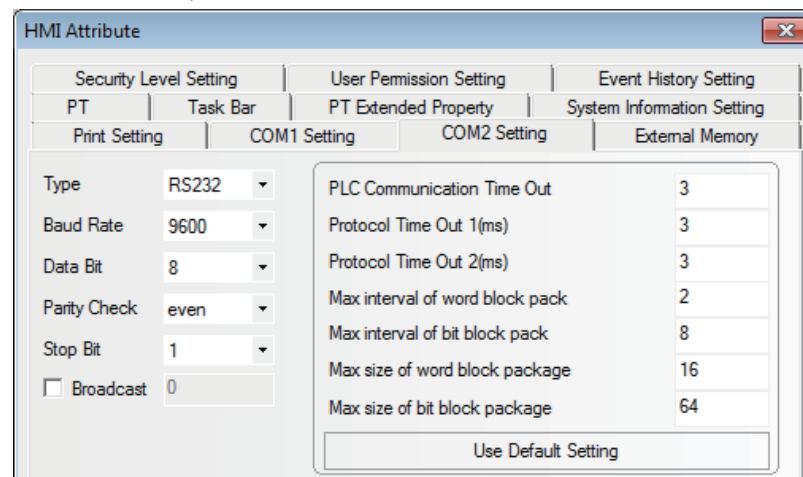 HMI Attribute
Security Level Setting User Permission Setting Event History Setting
PT Task Bar PT Extended Property System Information Setting
Print Setting COM1 Setting COM2 Setting External Memory
Type RS232
Baud Rate 9600
Data Bit 8
Parity Check even
Stop Bit 1
Broadcast 0
PLC Communication Time Out 3
Protocol Time Out 1(ms) 3
Protocol Time Out 2(ms) 3
Max interval of word block pack 2
Max interval of bit block pack 8
Max size of word block package 16
Max size of bit block package 64
Use Default Setting